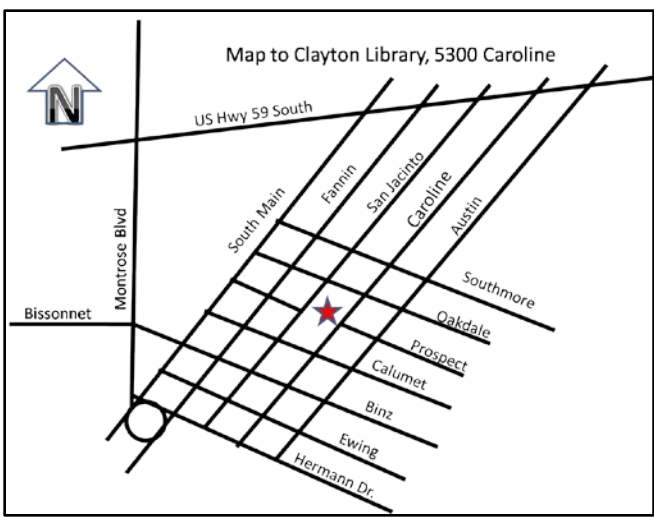 Map to Clayton Library, 5300 Caroline
N
US Hwy 59 South
Fannin
San Jacinto
Caroline
Austin
South Main
Montrose Blvd
Southmore
Bissonnet
Oakdale
Prospect
Calumet
Binz
Ewing
Hermann Dr.